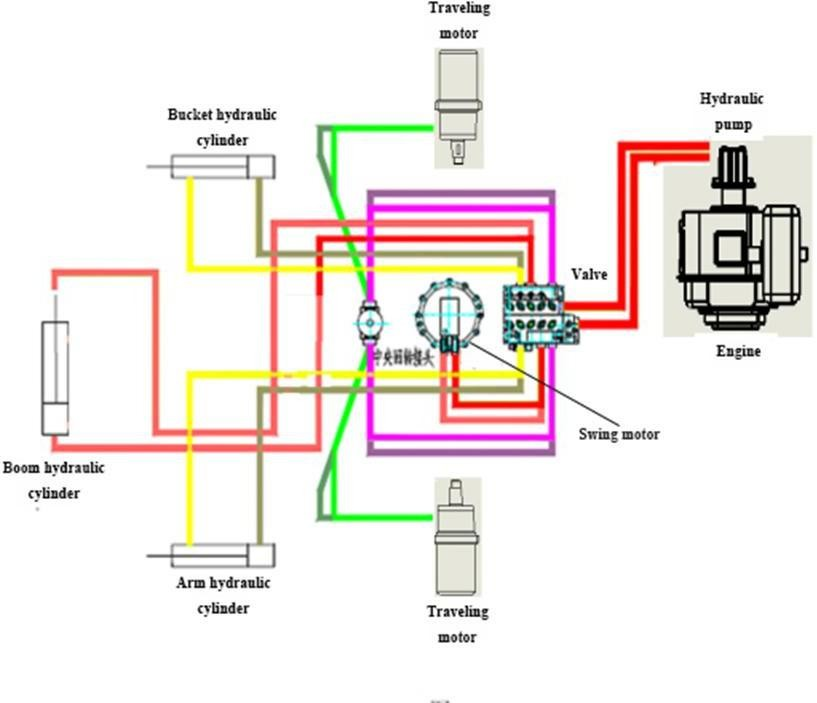 Traveling
motor
Hydraulic
pump
Bucket hydraulic
cylinder
Valve
Engine
中央回转接头
Swing motor
Boom hydraulic
cylinder
Arm hydraulic
cylinder
Traveling
motor